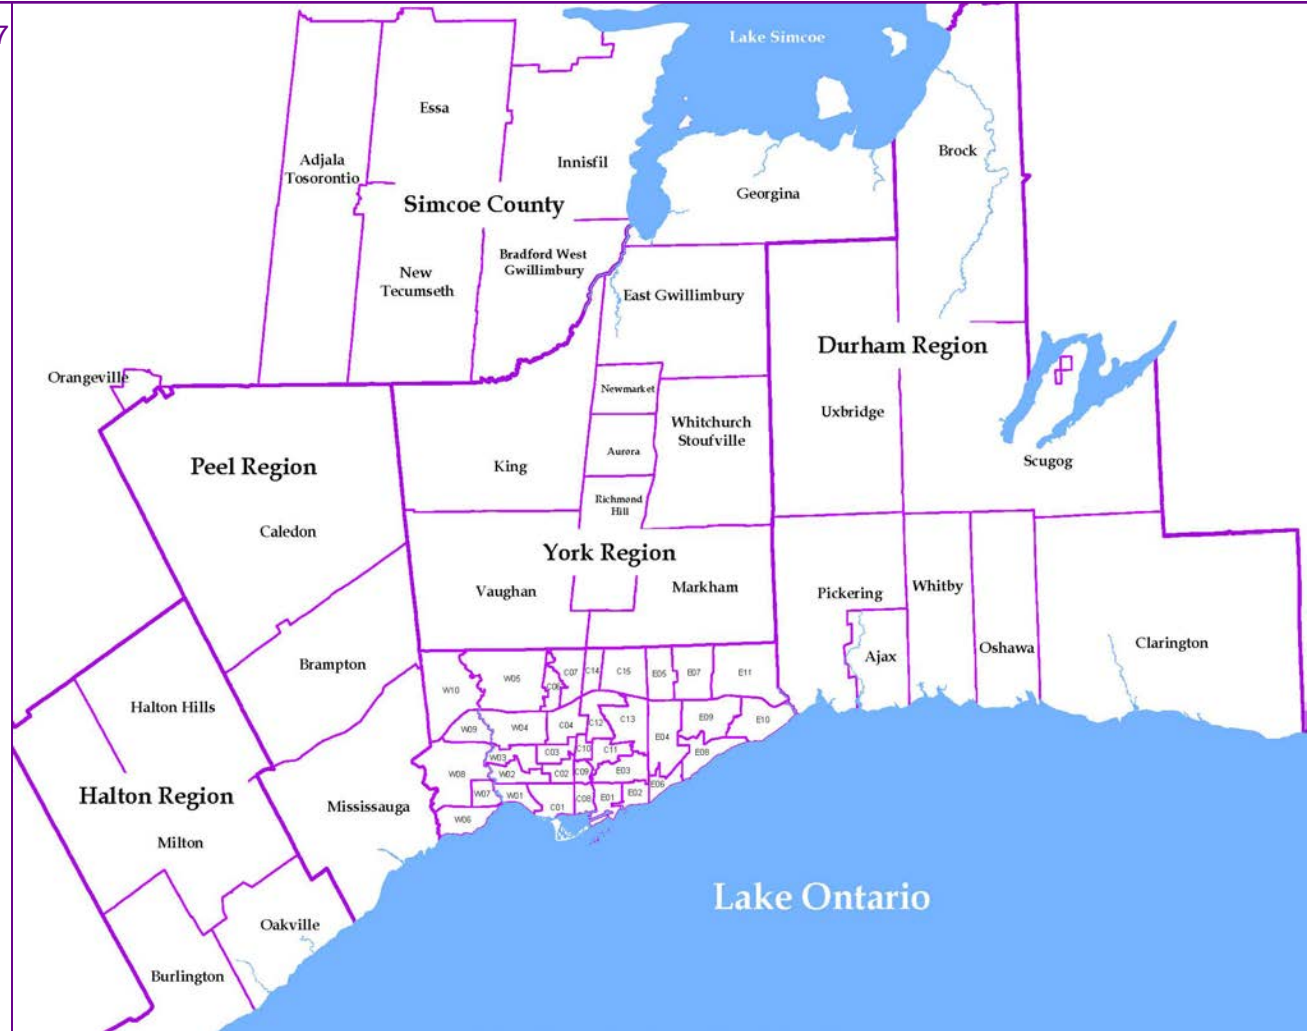 7
Lake Simcoe
Essa
Brock
Adjala
Tosorontio
Innisfil
Georgina
Simcoe County
Bradford West
Gwillimbury
New
Tecumseth
East Gwillimbury
Durham Region
Orangeville
Newmarket
Uxbridge
Whitchurch
Stoufville
Aurora
Peel Region
King
Scugog
Richmond
Hill
Caledon
York Region
Vaughan
Markham
Pickering
Whitby
Oshawa
Clarington
Ajax
Brampton
W10
W05
C06
C07
C14
C15
E05
E07
E11
Halton Hills
W09
W04
C04
C12
C13
E04
E09
E10
W03
C03
C10
C11
E08
W08
W02
C02
C09
E03
E06
W07
W01
C01
C08
E01
E02
W06
Halton Region
Mississauga
Milton
Lake Ontario
Oakville
Burlington